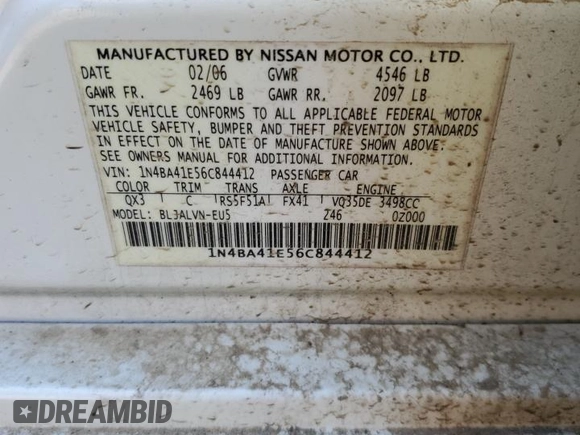 MANUFACTURED BY NISSAN MOTOR CO., LTD.
DATE 02/06 GVWR 4546 LB
GAWR FR. 2469 LB GAWR RR. 2097 LB
THIS VEHICLE CONFORMS TO ALL APPLICABLE FEDERAL MOTOR
VEHICLE SAFETY, BUMPER AND THEFT PREVENTION STANDARDS
IN EFFECT ON THE DATE OF MANUFACTURE SHOWN ABOVE.
SEE OWNERS MANUAL FOR ADDITIONAL INFORMATION.
VIN: 1N4BA41E56C844412 PASSENGER CAR
COLOR TRIM TRANS AXLE ENGINE
QX3 C RS5F51A FX41 VQ35DE 3498CC
MODEL: BLJALVN-EU5 Z46 0Z000
1N4BA41E56C844412
DREAMBID